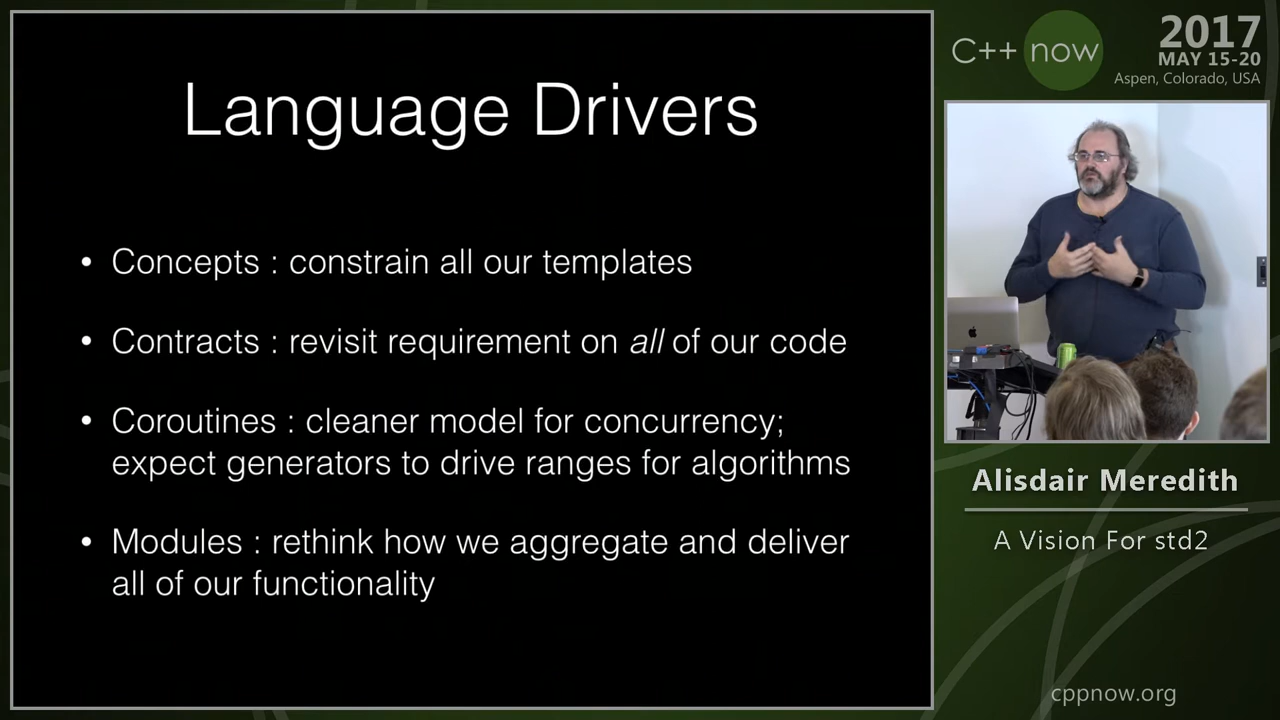 Language Drivers
• Concepts : constrain all our templates
• Contracts : revisit requirement on all of our code
• Coroutines : cleaner model for concurrency;
expect generators to drive ranges for algorithms
• Modules : rethink how we aggregate and deliver
all of our functionality
C++ now
2017
MAY 15-20
Aspen, Colorado, USA
Alisdair Meredith
A Vision For std2
cppnow.org